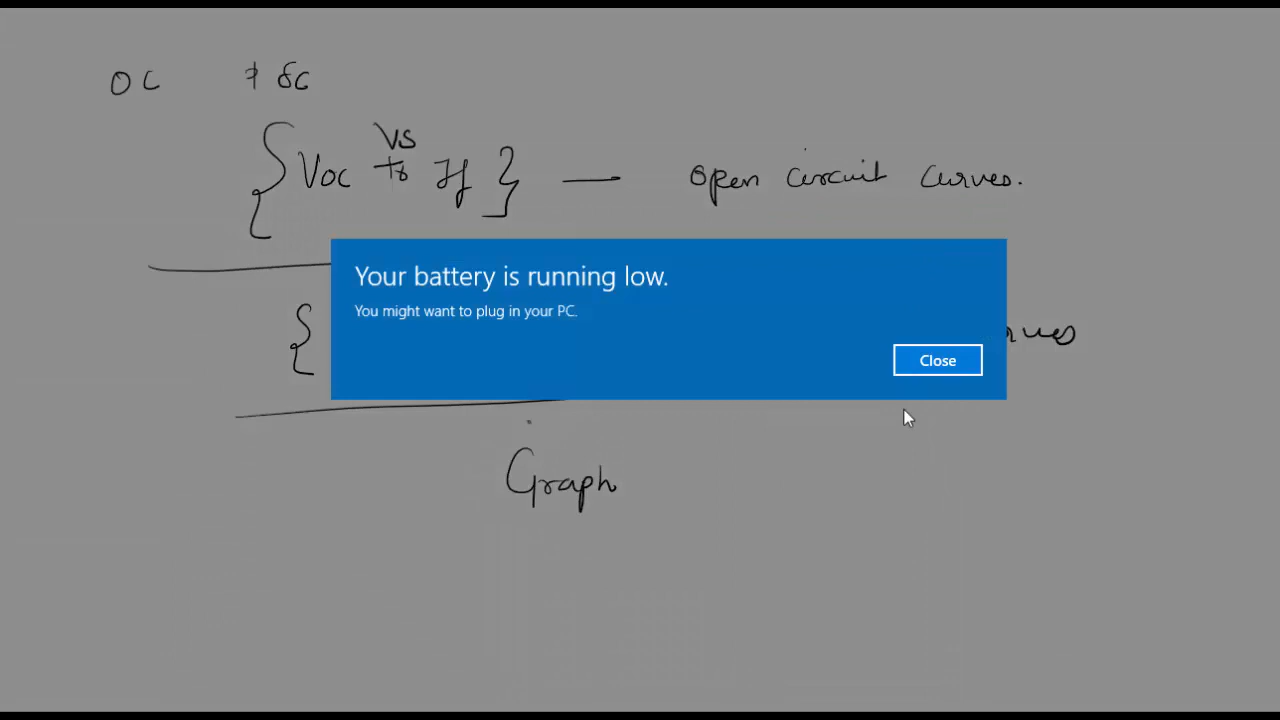 OC & SC
{ Voc vs to If } — Open circuit curves.
Your battery is running low.
You might want to plug in your PC.
Close
{
Graph